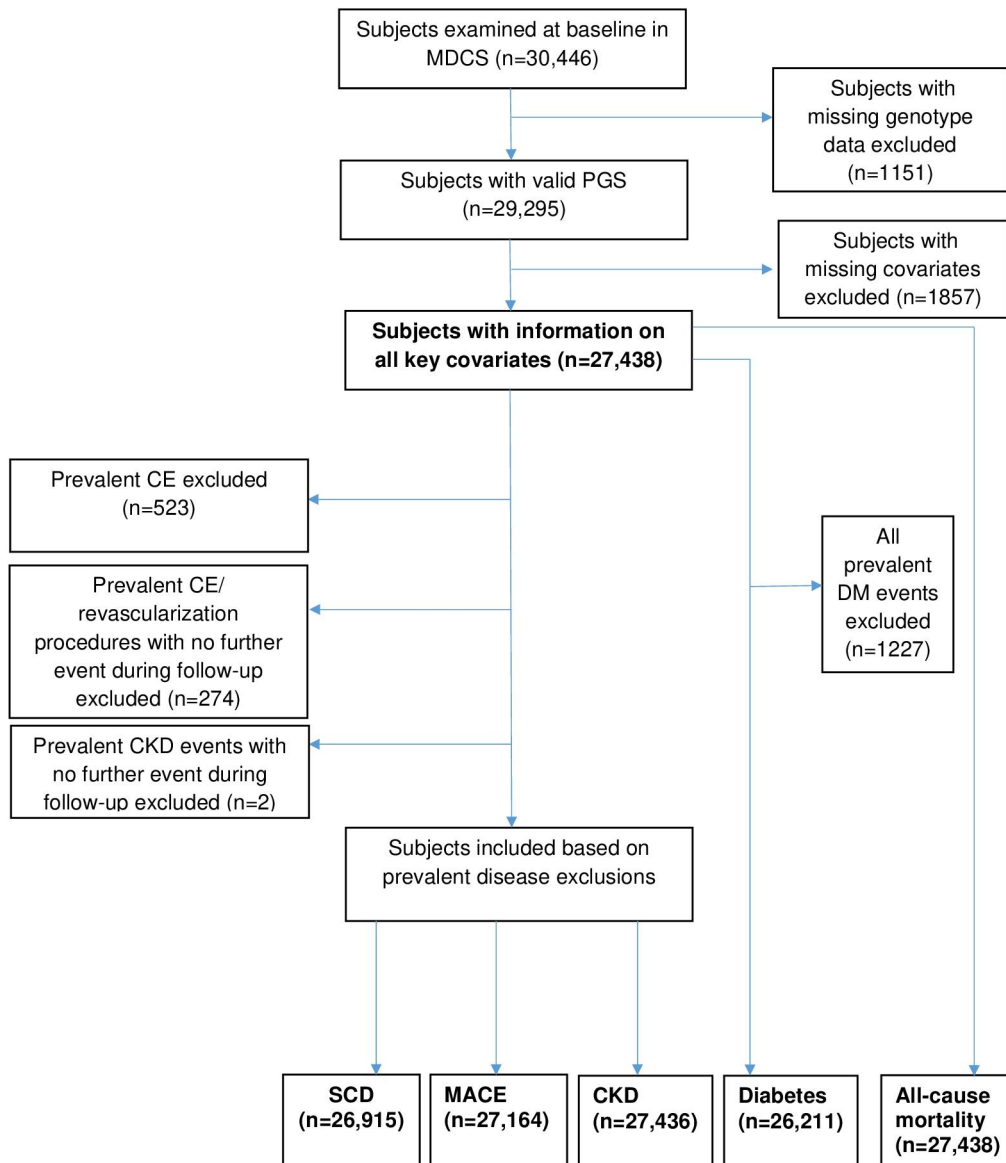 Subjects examined at baseline in
MDCS (n=30,446)
Subjects with
missing genotype
data excluded
(n=1151)
Subjects with valid PGS
(n=29,295)
Subjects with
missing covariates
excluded (n=1857)
Subjects with information on
all key covariates (n=27,438)
Prevalent CE excluded
(n=523)
All
prevalent
DM events
excluded
(n=1227)
Prevalent CE/
revascularization
procedures with no further
event during follow-up
excluded (n=274)
Prevalent CKD events with
no further event during
follow-up excluded (n=2)
Subjects included based on
prevalent disease exclusions
SCD
(n=26,915)
MACE
(n=27,164)
CKD
(n=27,436)
Diabetes
(n=26,211)
All-cause
mortality
(n=27,438)